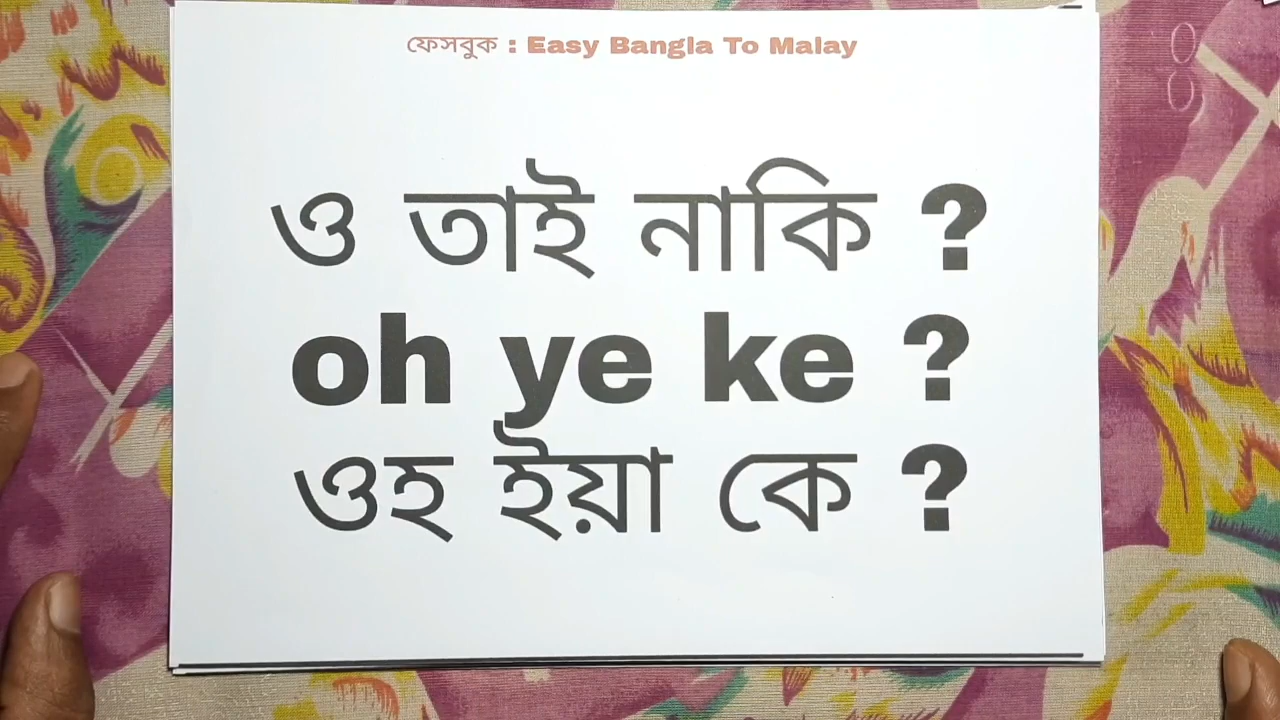 ফেসবুক : Easy Bangla To Malay
ও তাই নাকি ?
oh ye ke ?
ওহ ইয়া কে ?